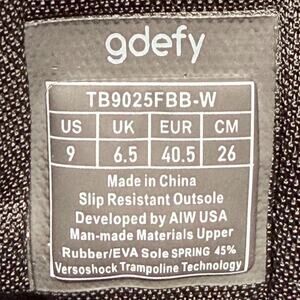 gdefy
TB9025FBB-W
US UK EUR CM
9 6.5 40.5 26
Made in China
Slip Resistant Outsole
Developed by AIW USA
Man-made Materials Upper
Rubber/EVA Sole SPRING 45%
Versoshock Trampoline Technology